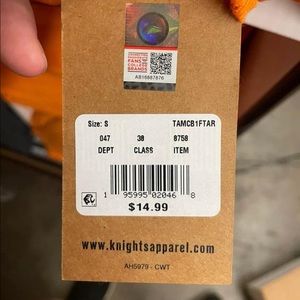 FANS
COLLEGE
BRANDS
AB16887876
Size: S TAMCB1FTAR
047 38 8758
DEPT CLASS ITEM
1 95995 02046 8
$14.99
www.knightsapparel.com
AH5979 - CWT